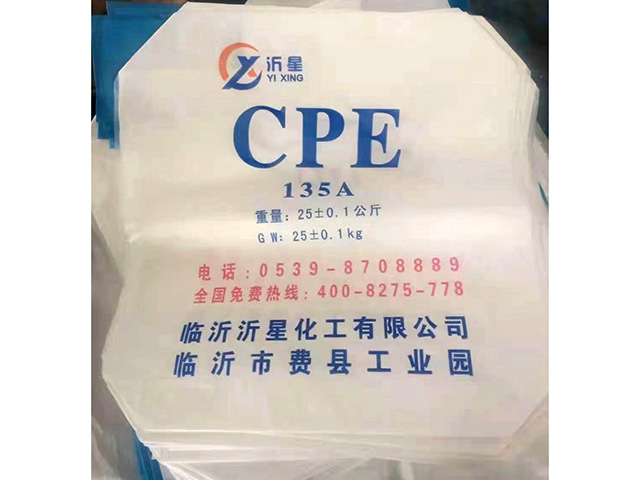 沂星
YI XING
CPE
135A
重量：25±0.1公斤
GW：25±0.1kg
电话：0539-8708889
全国免费热线：400-8275-778
临沂沂星化工有限公司
临沂市费县工业园